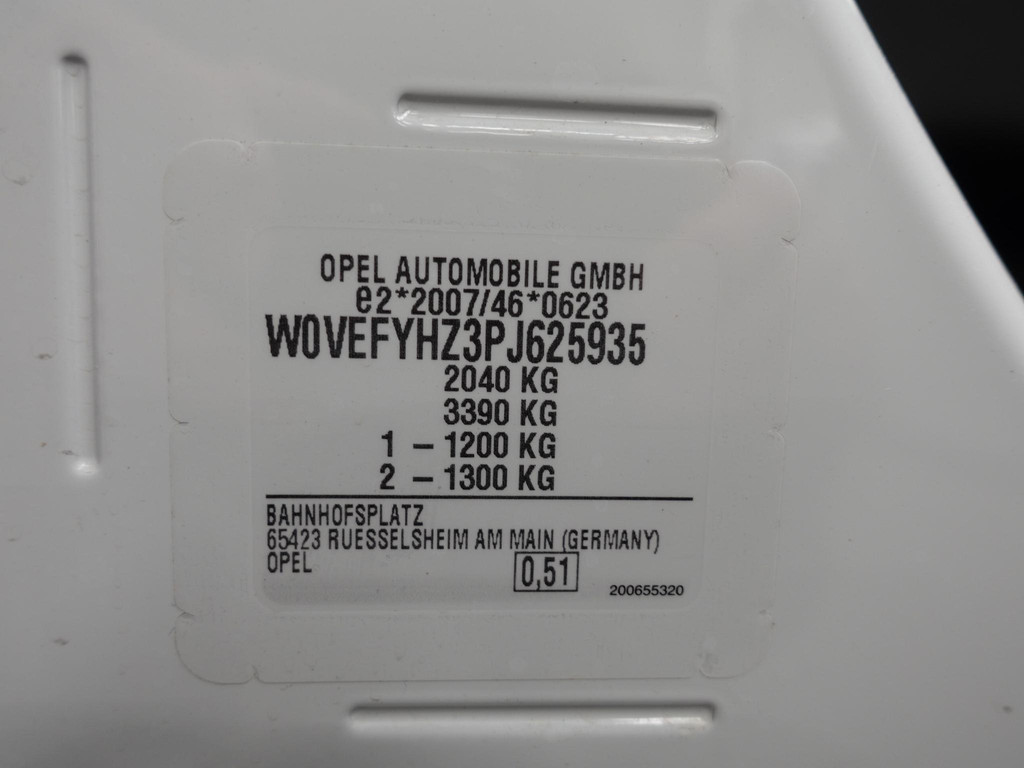 OPEL AUTOMOBILE GMBH
e2*2007/46*0623
W0VEFYHZ3PJ625935
2040 KG
3390 KG
1 – 1200 KG
2 – 1300 KG
BAHNHOFSPLATZ
65423 RUESSELSHEIM AM MAIN (GERMANY)
OPEL
0,51
200655320